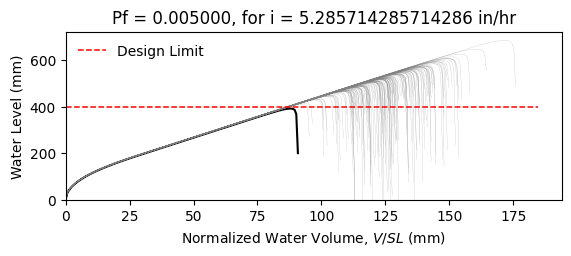 Pf = 0.005000, for i = 5.285714285714286 in/hr
Design Limit
Water Level (mm)
600
400
200
0
0 25 50 75 100 125 150 175
Normalized Water Volume, V/SL (mm)